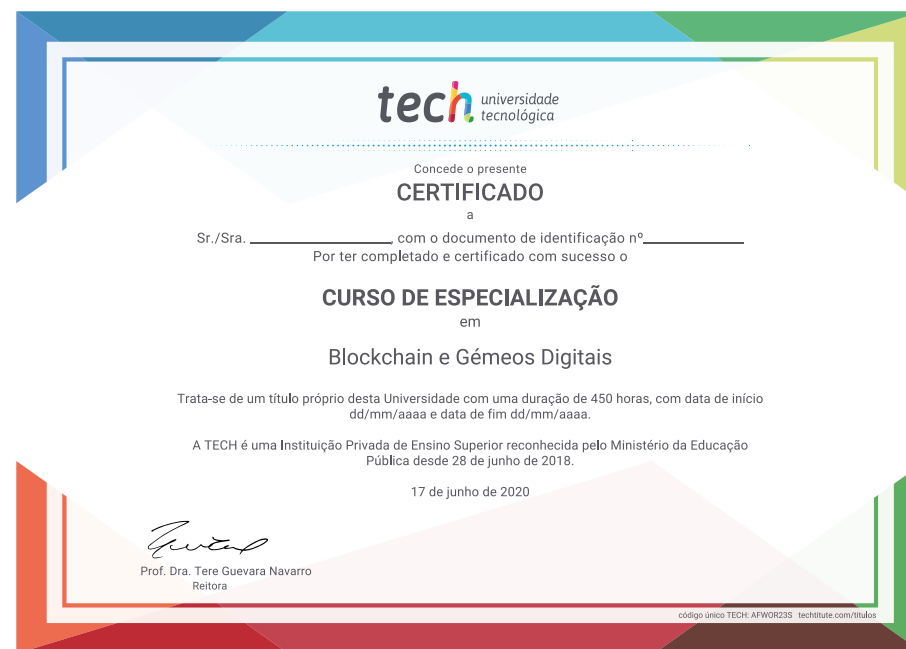 tech universidade
tecnológica
Concede o presente
CERTIFICADO
a
Sr./Sra. ____________________, com o documento de identificação nº______________
Por ter completado e certificado com sucesso o
CURSO DE ESPECIALIZAÇÃO
em
Blockchain e Gémeos Digitais
Trata-se de um título próprio desta Universidade com uma duração de 450 horas, com data de início
dd/mm/aaaa e data de fim dd/mm/aaaa.
A TECH é uma Instituição Privada de Ensino Superior reconhecida pelo Ministério da Educação
Pública desde 28 de junho de 2018.
17 de junho de 2020
Prof. Dra. Tere Guevara Navarro
Reitora
código único TECH: AFWOR23S techtitute.com/titulos